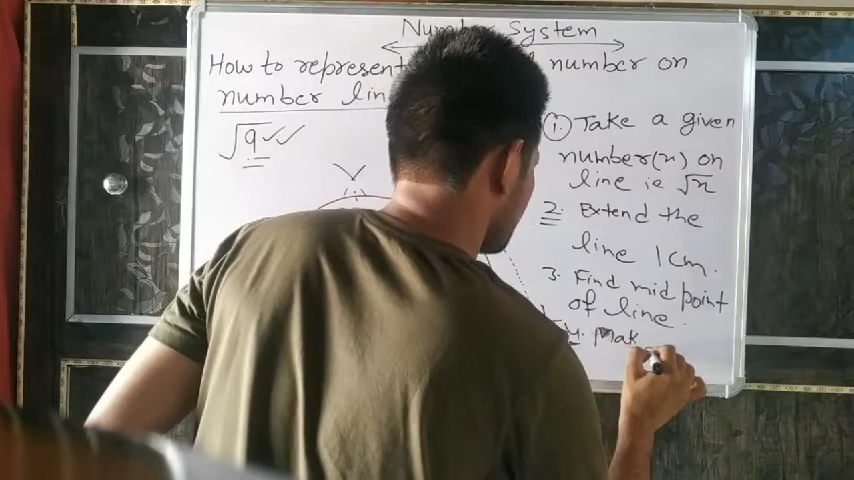 Number System
How to represent number on
number line
√9
1. Take a given
number(x) on
line ie √x
2. Extend the
line 1cm.
3. Find mid point
of line.
4. Mak